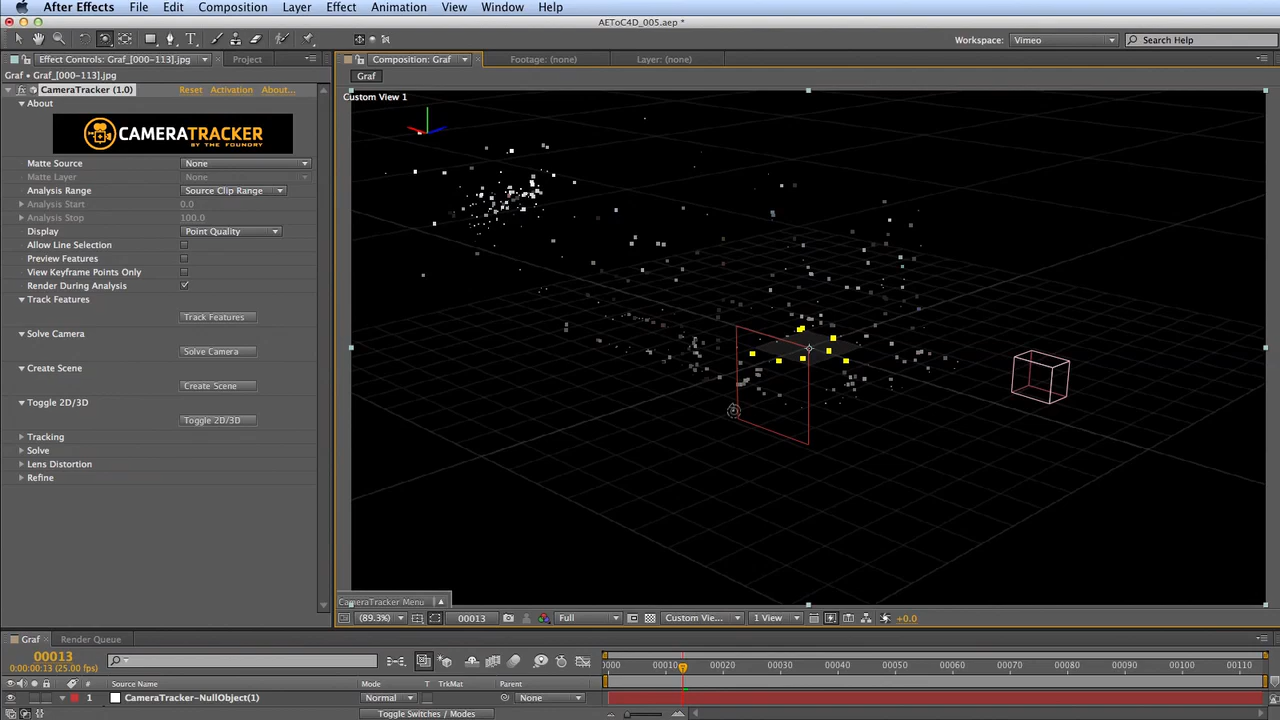 After Effects File Edit Composition Layer Effect Animation View Window Help
AEToC4D_005.aep *
Workspace: Vimeo Search Help
Effect Controls: Graf_[000-113].jpg Project
Composition: Graf Footage: (none) Layer: (none)
Graf • Graf_[000-113].jpg
Graf
CameraTracker (1.0) Reset Activation About...
Custom View 1
About
CAMERATRACKER
BY THE FOUNDRY
Matte Source None
Matte Layer None
Analysis Range Source Clip Range
Analysis Start 0.0
Analysis Stop 100.0
Display Point Quality
Allow Line Selection
Preview Features
View Keyframe Points Only
Render During Analysis
Track Features
Track Features
Solve Camera
Solve Camera
Create Scene
Create Scene
Toggle 2D/3D
Toggle 2D/3D
Tracking
Solve
Lens Distortion
Refine
CameraTracker Menu
(89.3%) 00013 Full Custom Vie... 1 View +0.0
Graf Render Queue
00013
0:00:00:13 (25.00 fps)
0000 00010 00020 00030 00040 00050 00060 00070 00080 00090 00100 00110
# Source Name Mode T TrkMat Parent
1 CameraTracker-NullObject(1) Normal None
Toggle Switches / Modes